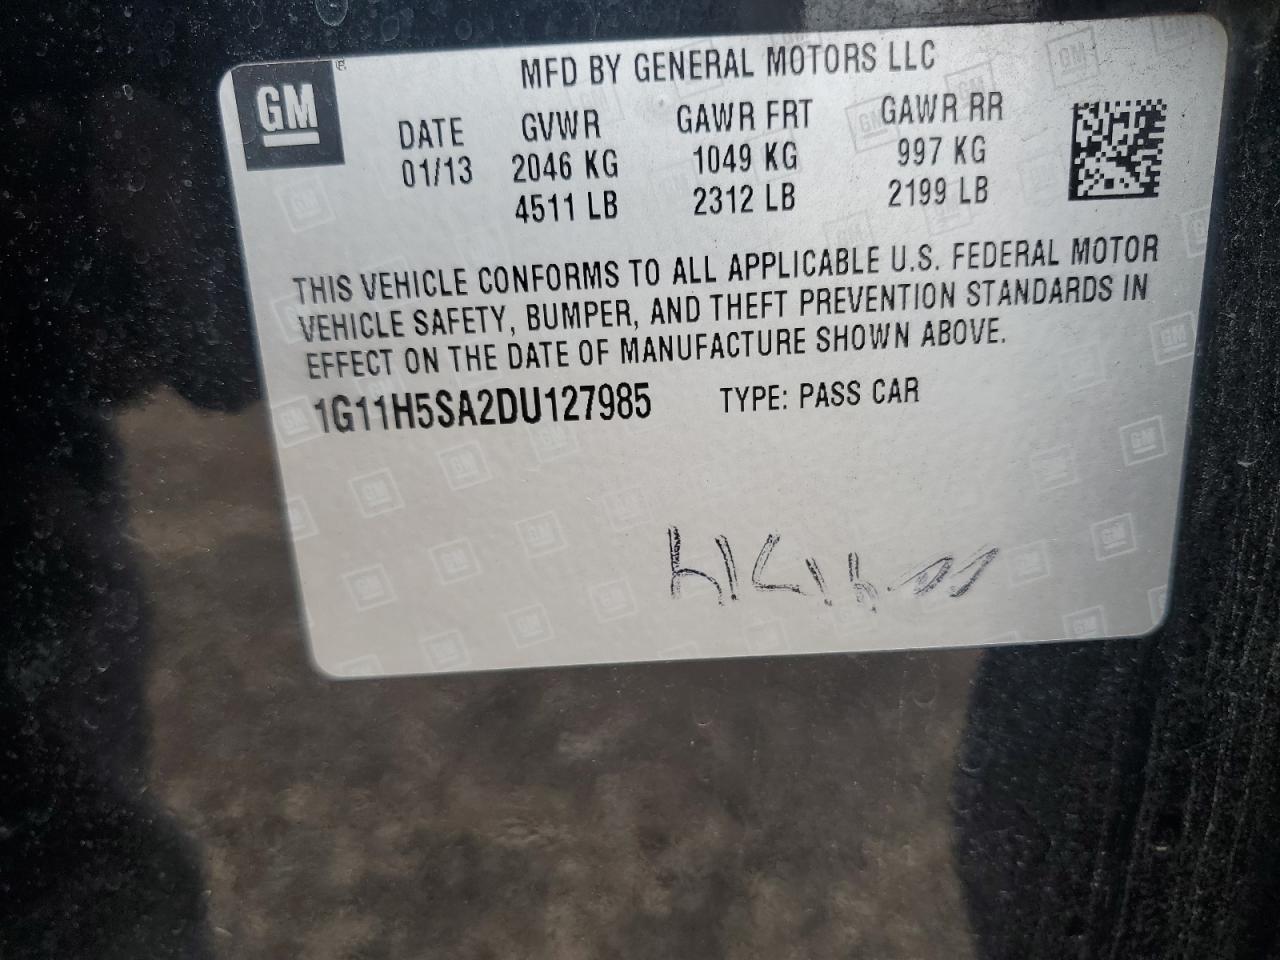 GM
MFD BY GENERAL MOTORS LLC
DATE GVWR GAWR FRT GAWR RR
01/13 2046 KG 1049 KG 997 KG
4511 LB 2312 LB 2199 LB
THIS VEHICLE CONFORMS TO ALL APPLICABLE U.S. FEDERAL MOTOR
VEHICLE SAFETY, BUMPER, AND THEFT PREVENTION STANDARDS IN
EFFECT ON THE DATE OF MANUFACTURE SHOWN ABOVE.
1G11H5SA2DU127985 TYPE: PASS CAR